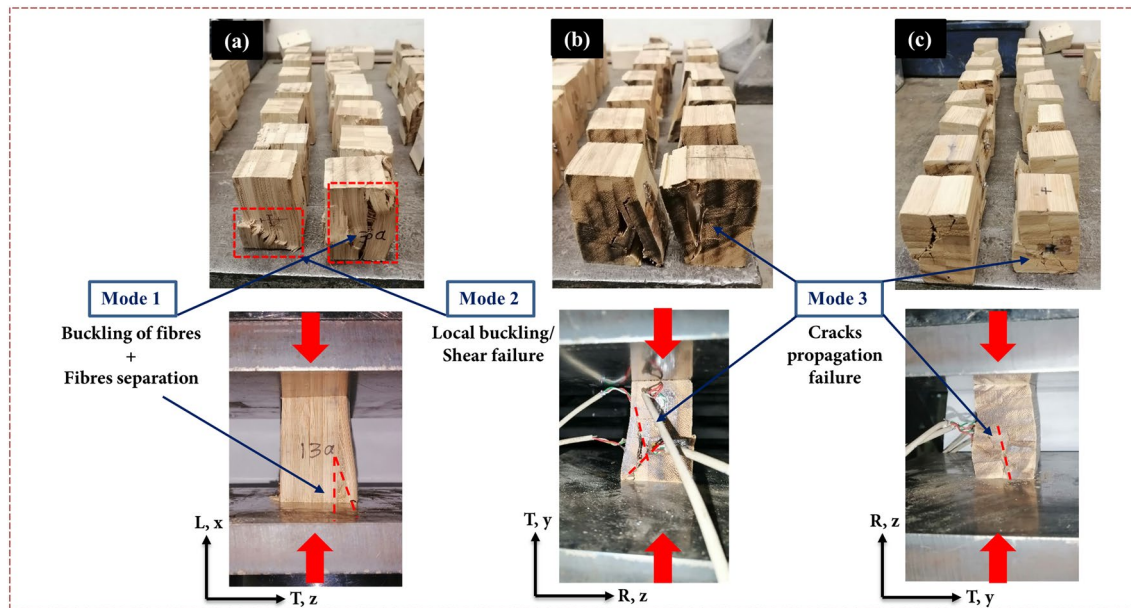 (a)
(b)
(c)
3a
Mode 1
Buckling of fibres
+
Fibres separation
Mode 2
Local buckling/
Shear failure
Mode 3
Cracks
propagation
failure
13a
L, x
T, z
T, y
R, z
R, z
T, y